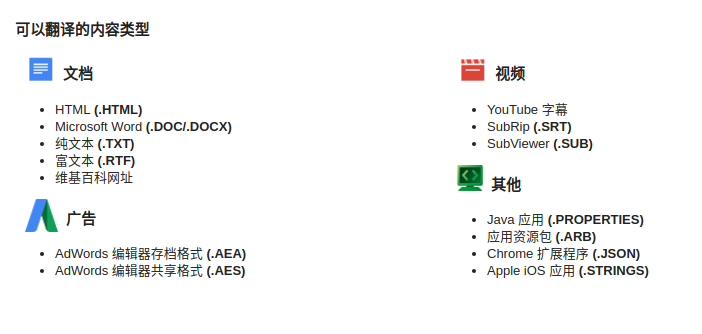 可以翻译的内容类型
文档
HTML (.HTML)
Microsoft Word (.DOC/.DOCX)
纯文本 (.TXT)
富文本 (.RTF)
维基百科网址
广告
AdWords 编辑器存档格式 (.AEA)
AdWords 编辑器共享格式 (.AES)
视频
YouTube 字幕
SubRip (.SRT)
SubViewer (.SUB)
其他
Java 应用 (.PROPERTIES)
应用资源包 (.ARB)
Chrome 扩展程序 (.JSON)
Apple iOS 应用 (.STRINGS)